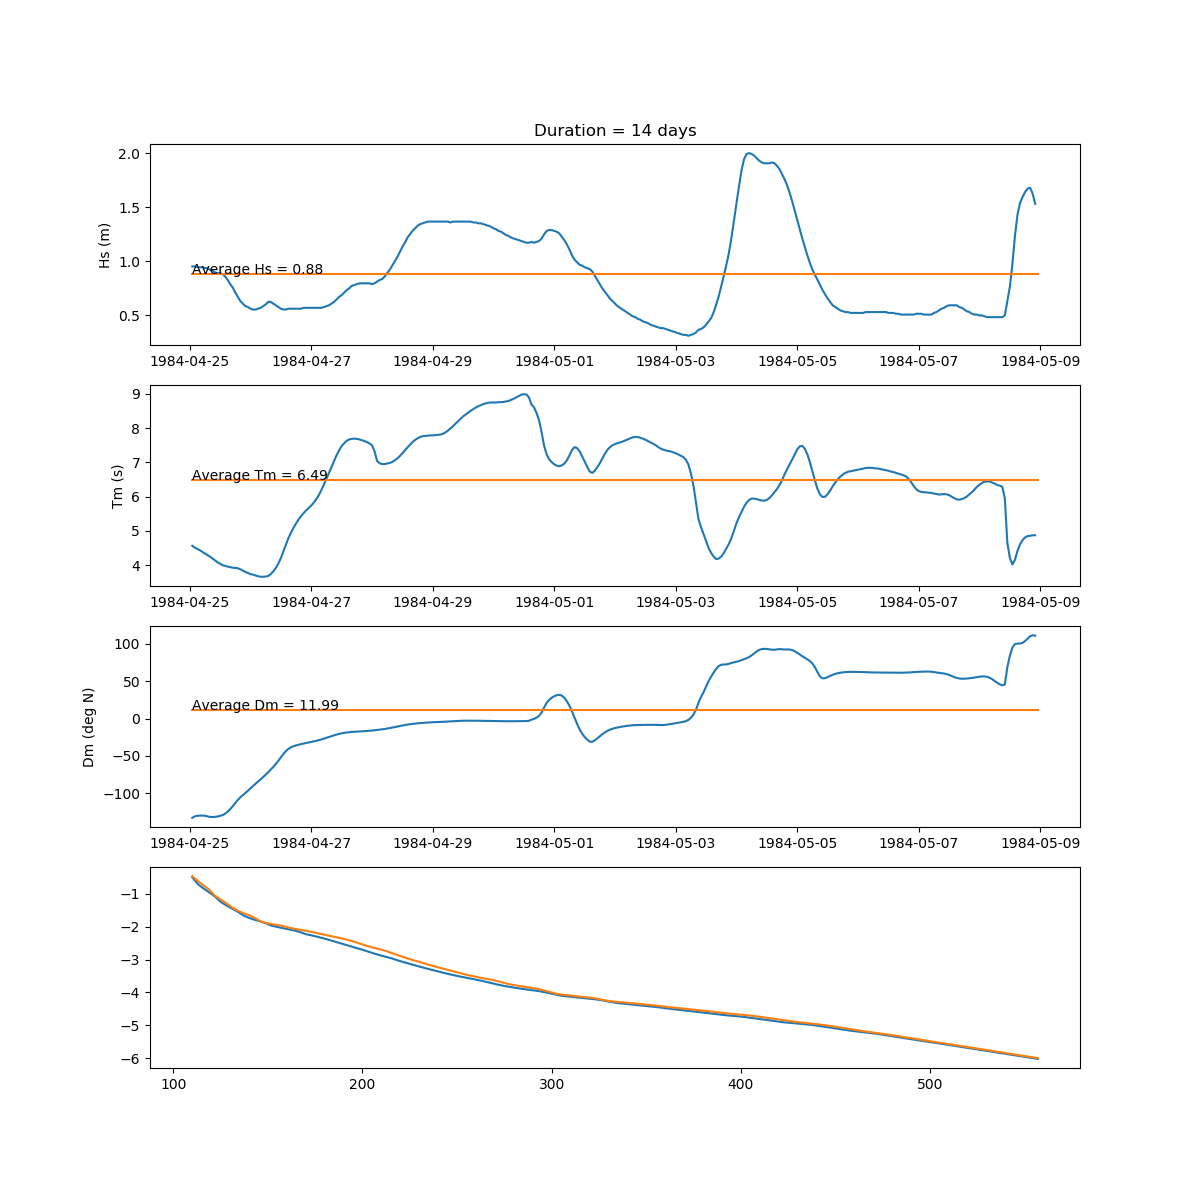 Duration = 14 days
Hs (m)
2.0
1.5
1.0
0.5
Average Hs = 0.88
1984-04-25 1984-04-27 1984-04-29 1984-05-01 1984-05-03 1984-05-05 1984-05-07 1984-05-09
Tm (s)
9
8
7
6
5
4
Average Tm = 6.49
1984-04-25 1984-04-27 1984-04-29 1984-05-01 1984-05-03 1984-05-05 1984-05-07 1984-05-09
Dm (deg N)
100
50
0
−50
−100
Average Dm = 11.99
1984-04-25 1984-04-27 1984-04-29 1984-05-01 1984-05-03 1984-05-05 1984-05-07 1984-05-09
−1
−2
−3
−4
−5
−6
100 200 300 400 500